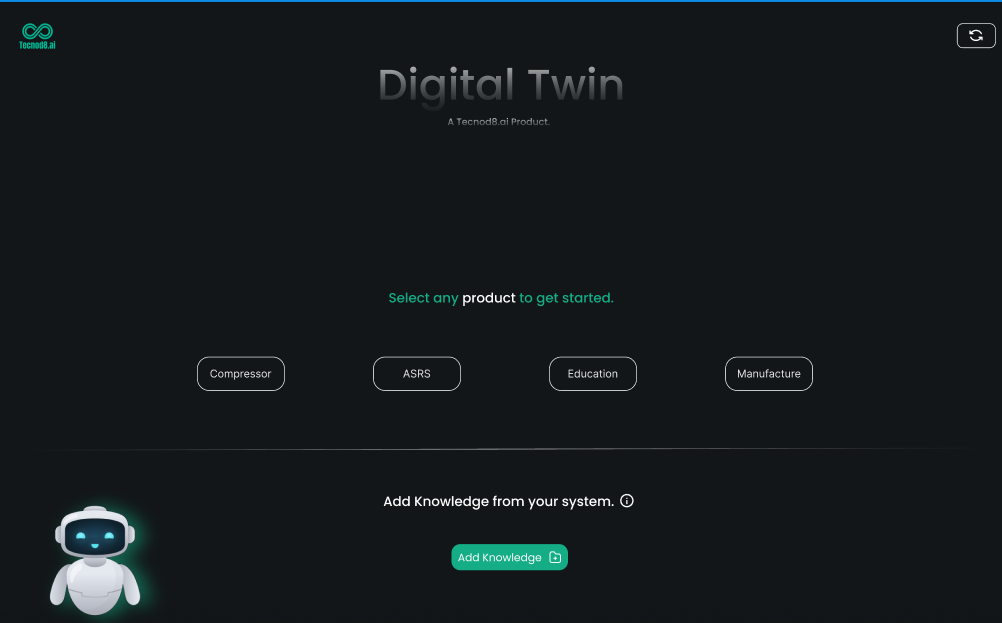 Tecnod8.ai
Digital Twin
A Tecnod8.ai Product.
Select any product to get started.
Compressor
ASRS
Education
Manufacture
Add Knowledge from your system.
Add Knowledge